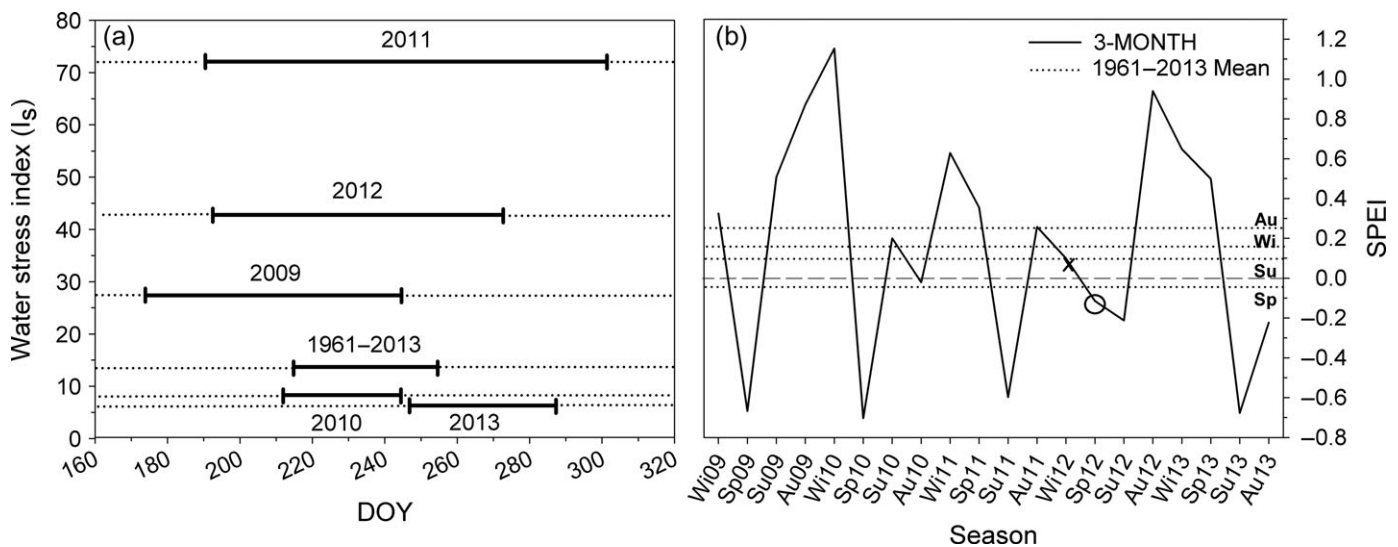 (a)
Water stress index (Is)
80
70
60
50
40
30
20
10
0
2011
2012
2009
1961–2013
2010
2013
160
180
200
220
240
260
280
300
320
DOY
(b)
3-MONTH
1961–2013 Mean
Au
Wi
Su
Sp
1.2
1.0
0.8
0.6
0.4
0.2
0.0
–0.2
–0.4
–0.6
–0.8
SPEI
Wi09
Sp09
Su09
Au09
Wi10
Sp10
Su10
Au10
Wi11
Sp11
Su11
Au11
Wi12
Sp12
Su12
Au12
Wi13
Sp13
Su13
Au13
Season